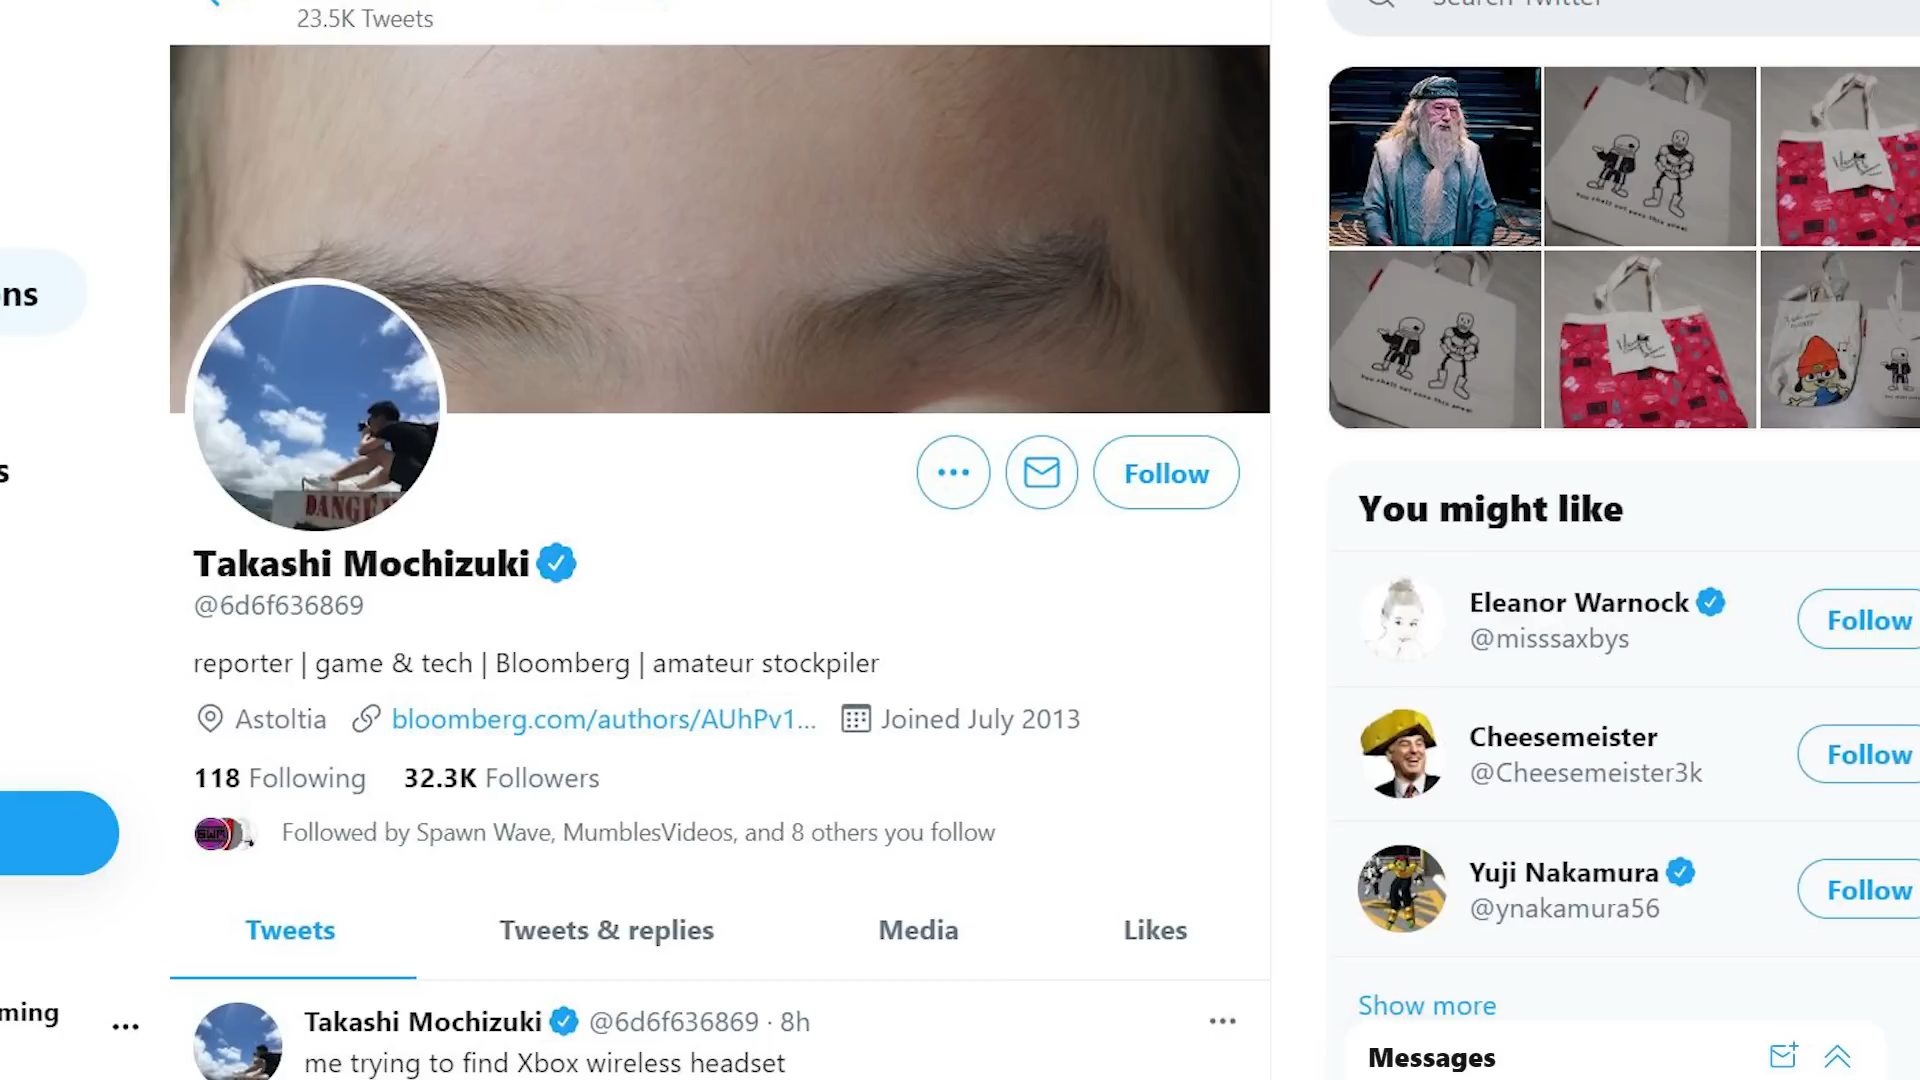 23.5K Tweets
ns
s
ming
DANGE
Follow
Takashi Mochizuki
@6d6f636869
reporter | game & tech | Bloomberg | amateur stockpiler
Astoltia bloomberg.com/authors/AUhPv1... Joined July 2013
118 Following 32.3K Followers
Followed by Spawn Wave, MumblesVideos, and 8 others you follow
Tweets Tweets & replies Media Likes
Takashi Mochizuki @6d6f636869 · 8h
me trying to find Xbox wireless headset
Search Twitter
You might like
Eleanor Warnock
@misssaxbys
Follow
Cheesemeister
@Cheesemeister3k
Follow
Yuji Nakamura
@ynakamura56
Follow
Show more
Messages